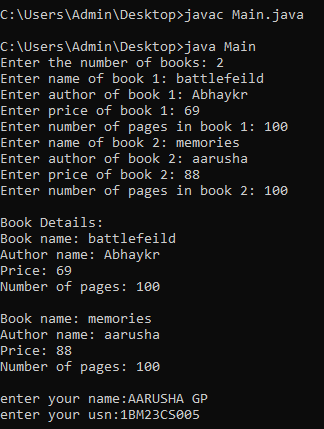 C:\Users\Admin\Desktop>javac Main.java
C:\Users\Admin\Desktop>java Main
Enter the number of books: 2
Enter name of book 1: battlefeild
Enter author of book 1: Abhaykr
Enter price of book 1: 69
Enter number of pages in book 1: 100
Enter name of book 2: memories
Enter author of book 2: aarusha
Enter price of book 2: 88
Enter number of pages in book 2: 100
Book Details:
Book name: battlefeild
Author name: Abhaykr
Price: 69
Number of pages: 100
Book name: memories
Author name: aarusha
Price: 88
Number of pages: 100
enter your name:AARUSHA GP
enter your usn:1BM23CS005